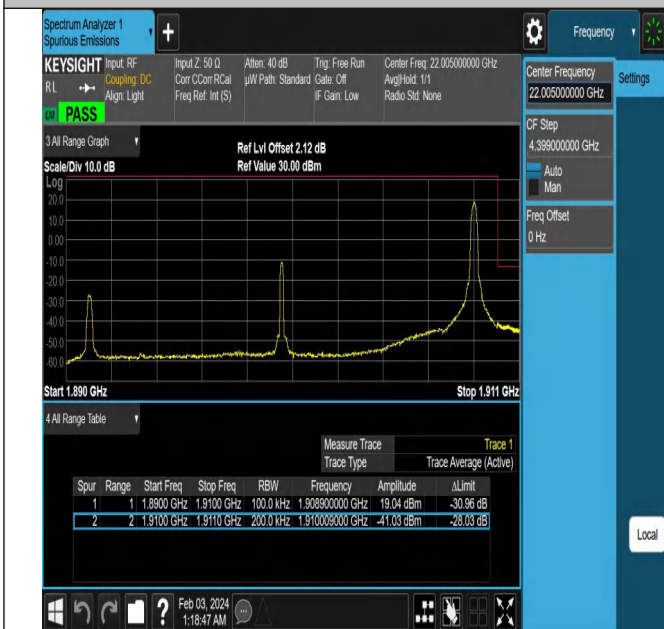 Spectrum Analyzer 1
Spurious Emissions
Frequency
KEYSIGHT
RL
Input: RF
Coupling: DC
Align: Light
Input Z: 50 Ω
Corr CCorr RCal
Freq Ref: Int (S)
Atten: 40 dB
µW Path: Standard
Trig: Free Run
Gate: Off
IF Gain: Low
Center Freq: 22.005000000 GHz
Avg|Hold: 1/1
Radio Std: None
PASS
Center Frequency
22.005000000 GHz
Settings
CF Step
4.399000000 GHz
Auto
Man
Freq Offset
0 Hz
3 All Range Graph
Scale/Div 10.0 dB
Ref Lvl Offset 2.12 dB
Ref Value 30.00 dBm
Log
20.0
10.0
0.00
-10.0
-20.0
-30.0
-40.0
-50.0
-60.0
Start 1.890 GHz
Stop 1.911 GHz
4 All Range Table
Measure Trace Trace 1
Trace Type Trace Average (Active)
Spur Range Start Freq Stop Freq RBW Frequency Amplitude ΔLimit
1 1 1.8900 GHz 1.9100 GHz 100.0 kHz 1.908900000 GHz 19.04 dBm -30.96 dB
2 2 1.9100 GHz 1.9110 GHz 200.0 kHz 1.910009000 GHz -41.03 dBm -28.03 dB
Local
Feb 03, 2024
1:18:47 AM